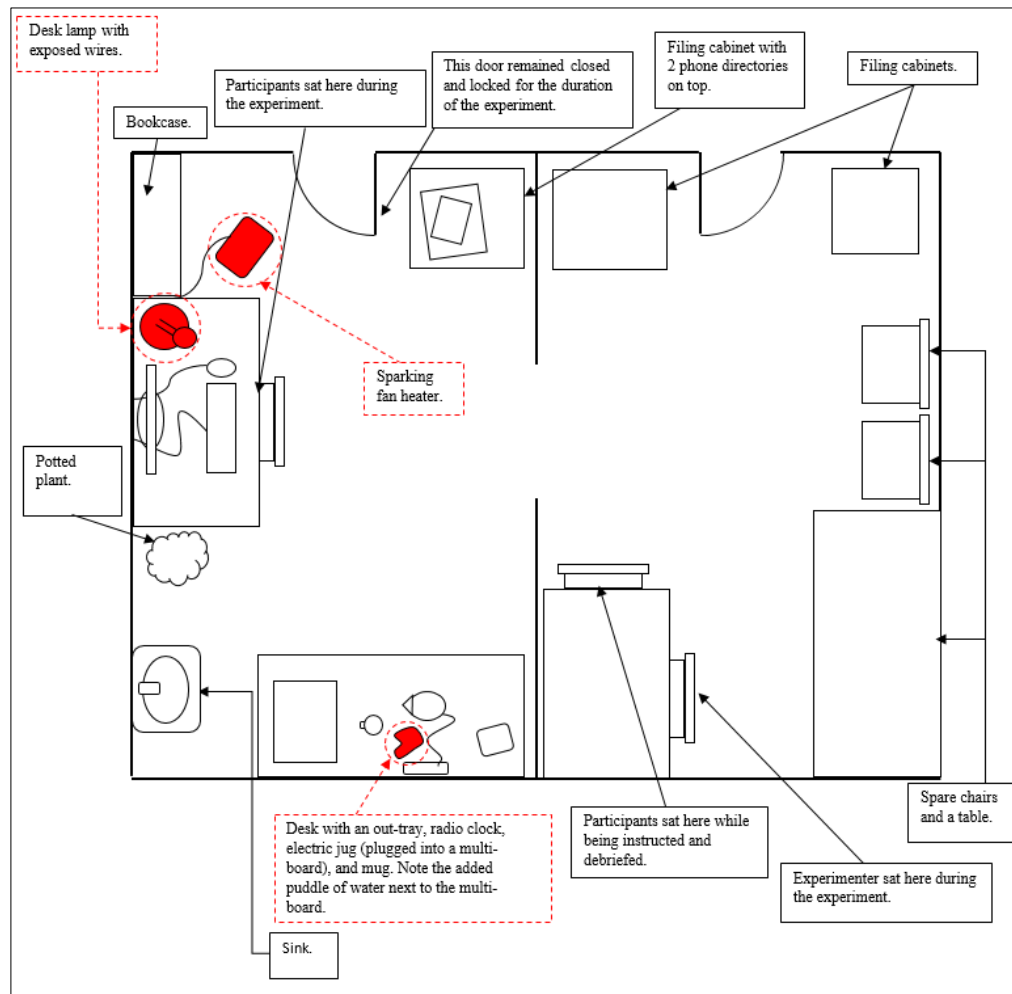 Desk lamp with
exposed wires.
Participants sat here during
the experiment.
This door remained closed
and locked for the duration
of the experiment.
Filing cabinet with
2 phone directories
on top.
Filing cabinets.
Bookcase.
Sparking
fan heater.
Potted
plant.
Desk with an out-tray, radio clock,
electric jug (plugged into a multi-
board), and mug. Note the added
puddle of water next to the multi-
board.
Participants sat here while
being instructed and
debriefed.
Spare chairs
and a table.
Experimenter sat here during
the experiment.
Sink.